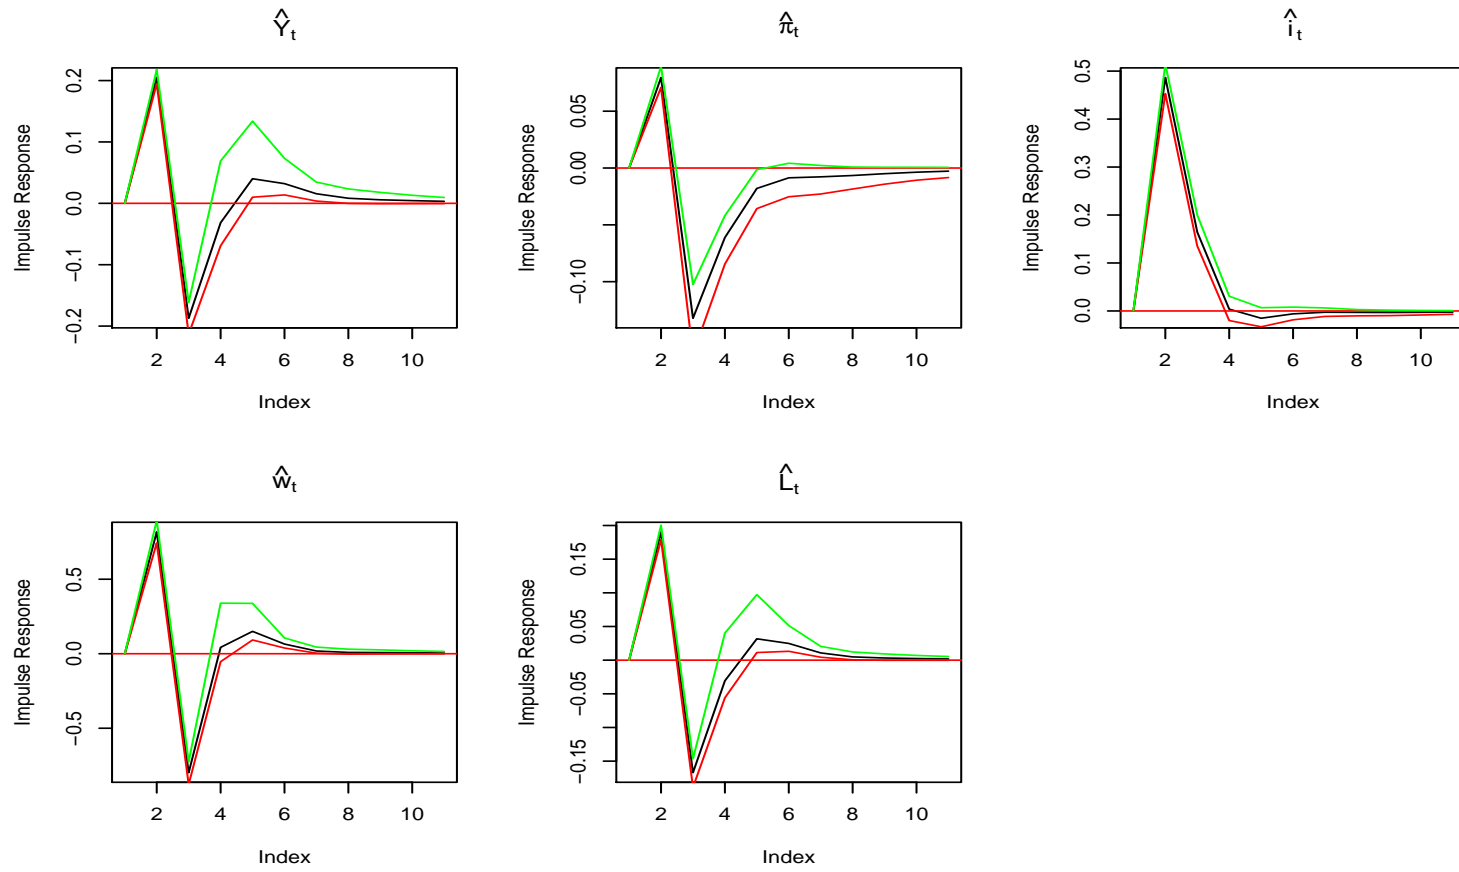 Ŷt
Impulse Response
−0.2 −0.1 0.0 0.1 0.2
2 4 6 8 10
Index
π̂t
Impulse Response
−0.10 0.00 0.05
2 4 6 8 10
Index
ît
Impulse Response
0.0 0.1 0.2 0.3 0.4 0.5
2 4 6 8 10
Index
ŵt
Impulse Response
−0.5 0.0 0.5
2 4 6 8 10
Index
L̂t
Impulse Response
−0.15 −0.05 0.05 0.15
2 4 6 8 10
Index